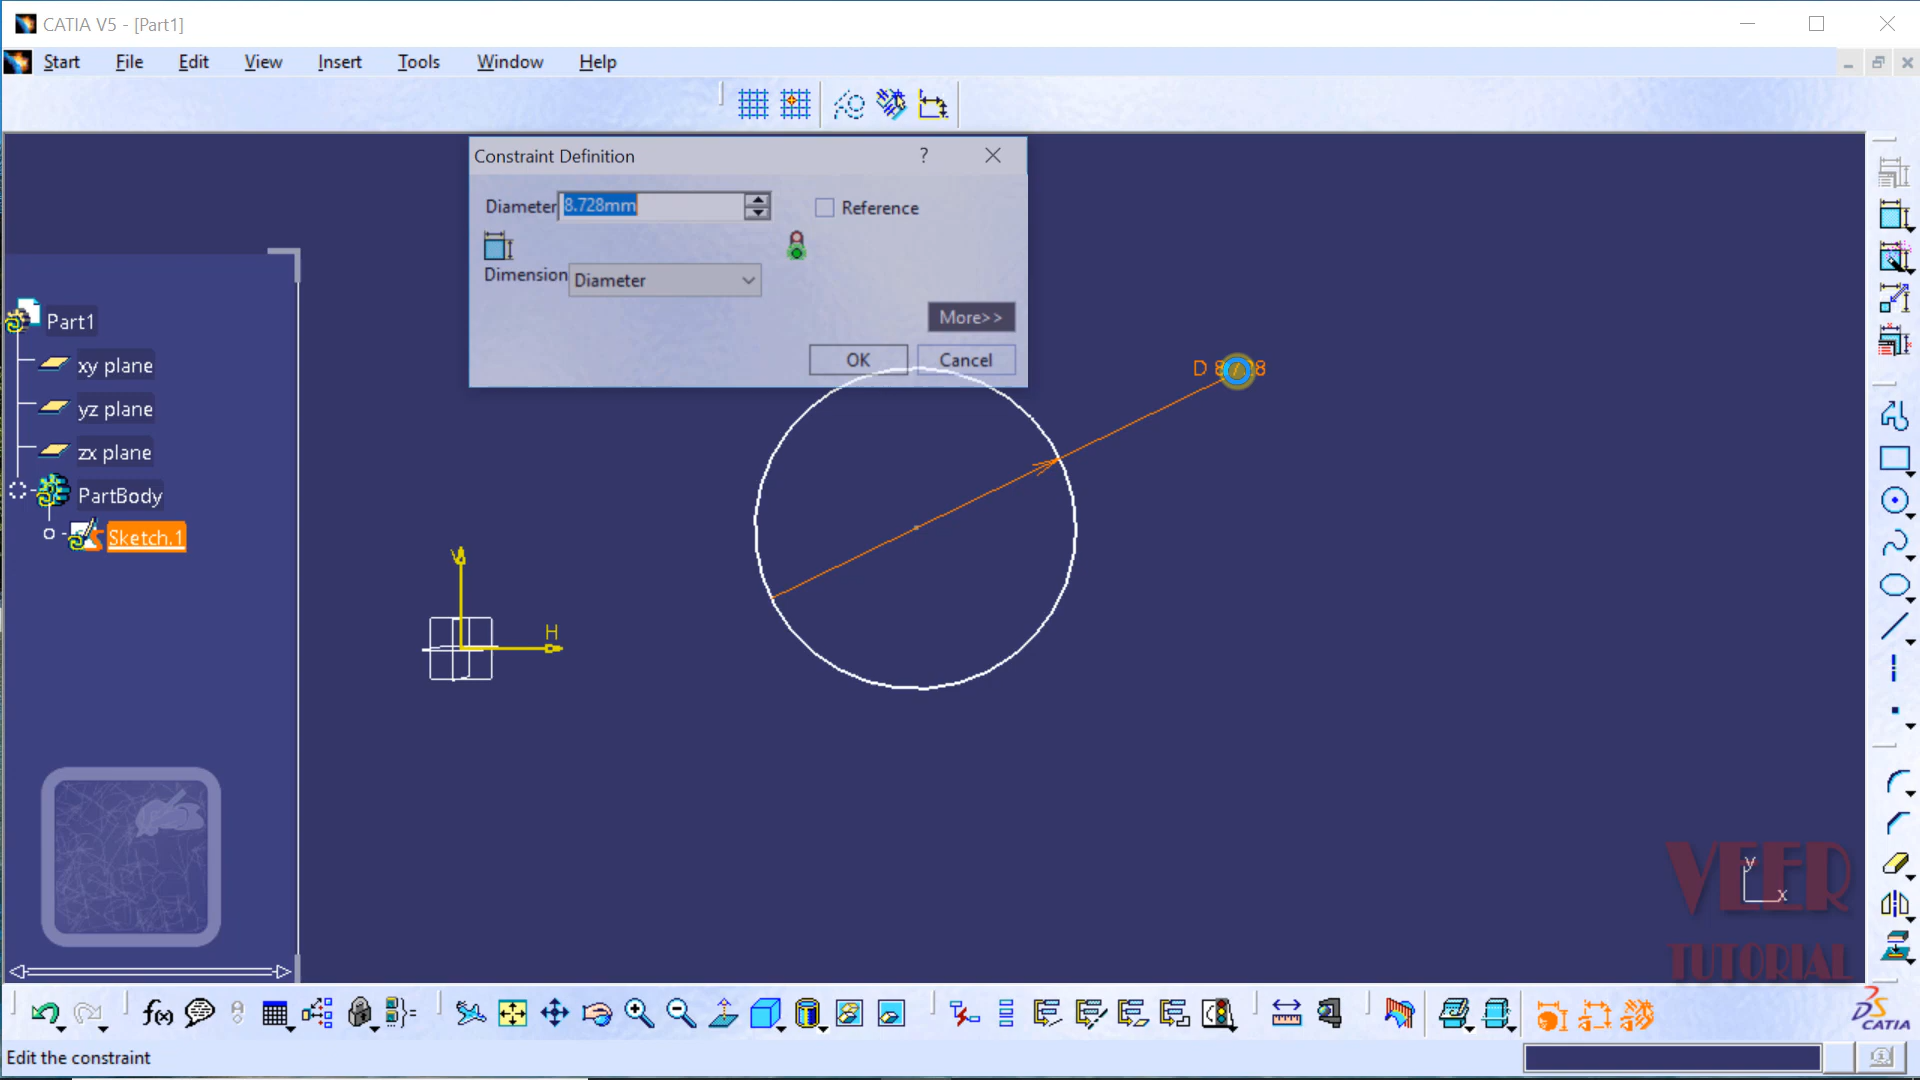 CATIA V5 - [Part1]
Start File Edit View Insert Tools Window Help
Constraint Definition ?
Diameter 8.728mm Reference
Dimension Diameter
More>>
OK Cancel
Part1
xy plane
yz plane
zx plane
PartBody
Sketch.1
V
H
VEER
TUTORIAL
y
x
f(x)
DS
CATIA
Edit the constraint